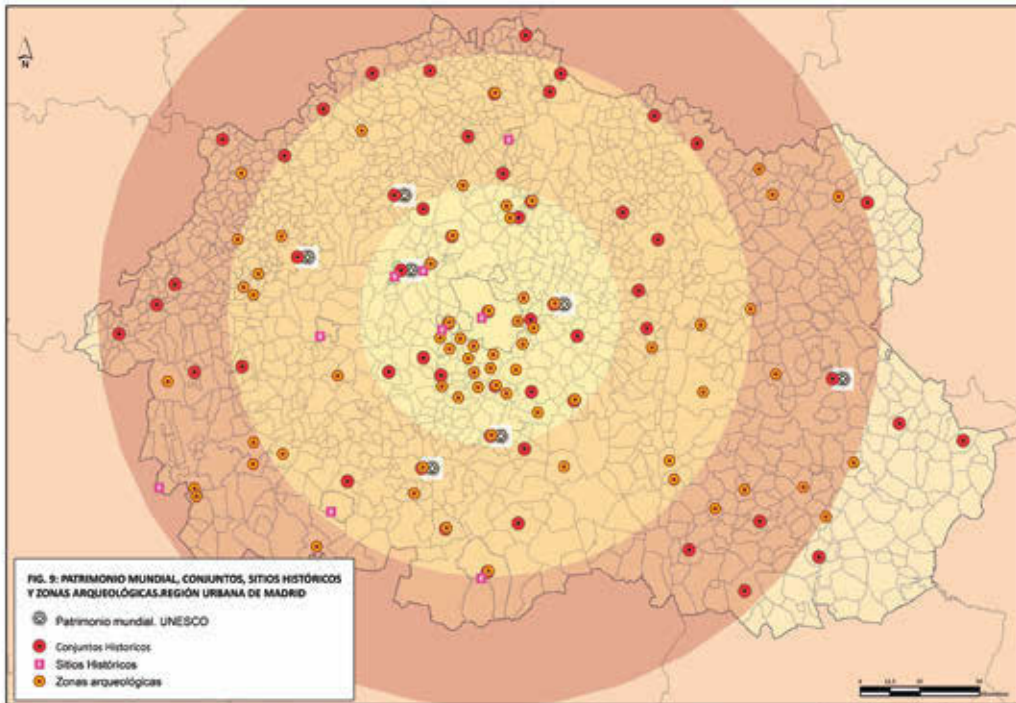 N
FIG. 9: PATRIMONIO MUNDIAL, CONJUNTOS, SITIOS HISTÓRICOS
Y ZONAS ARQUEOLÓGICAS.REGIÓN URBANA DE MADRID
Patrimonio mundial. UNESCO
Conjuntos Historicos
Sitios Históricos
Zonas arqueológicas